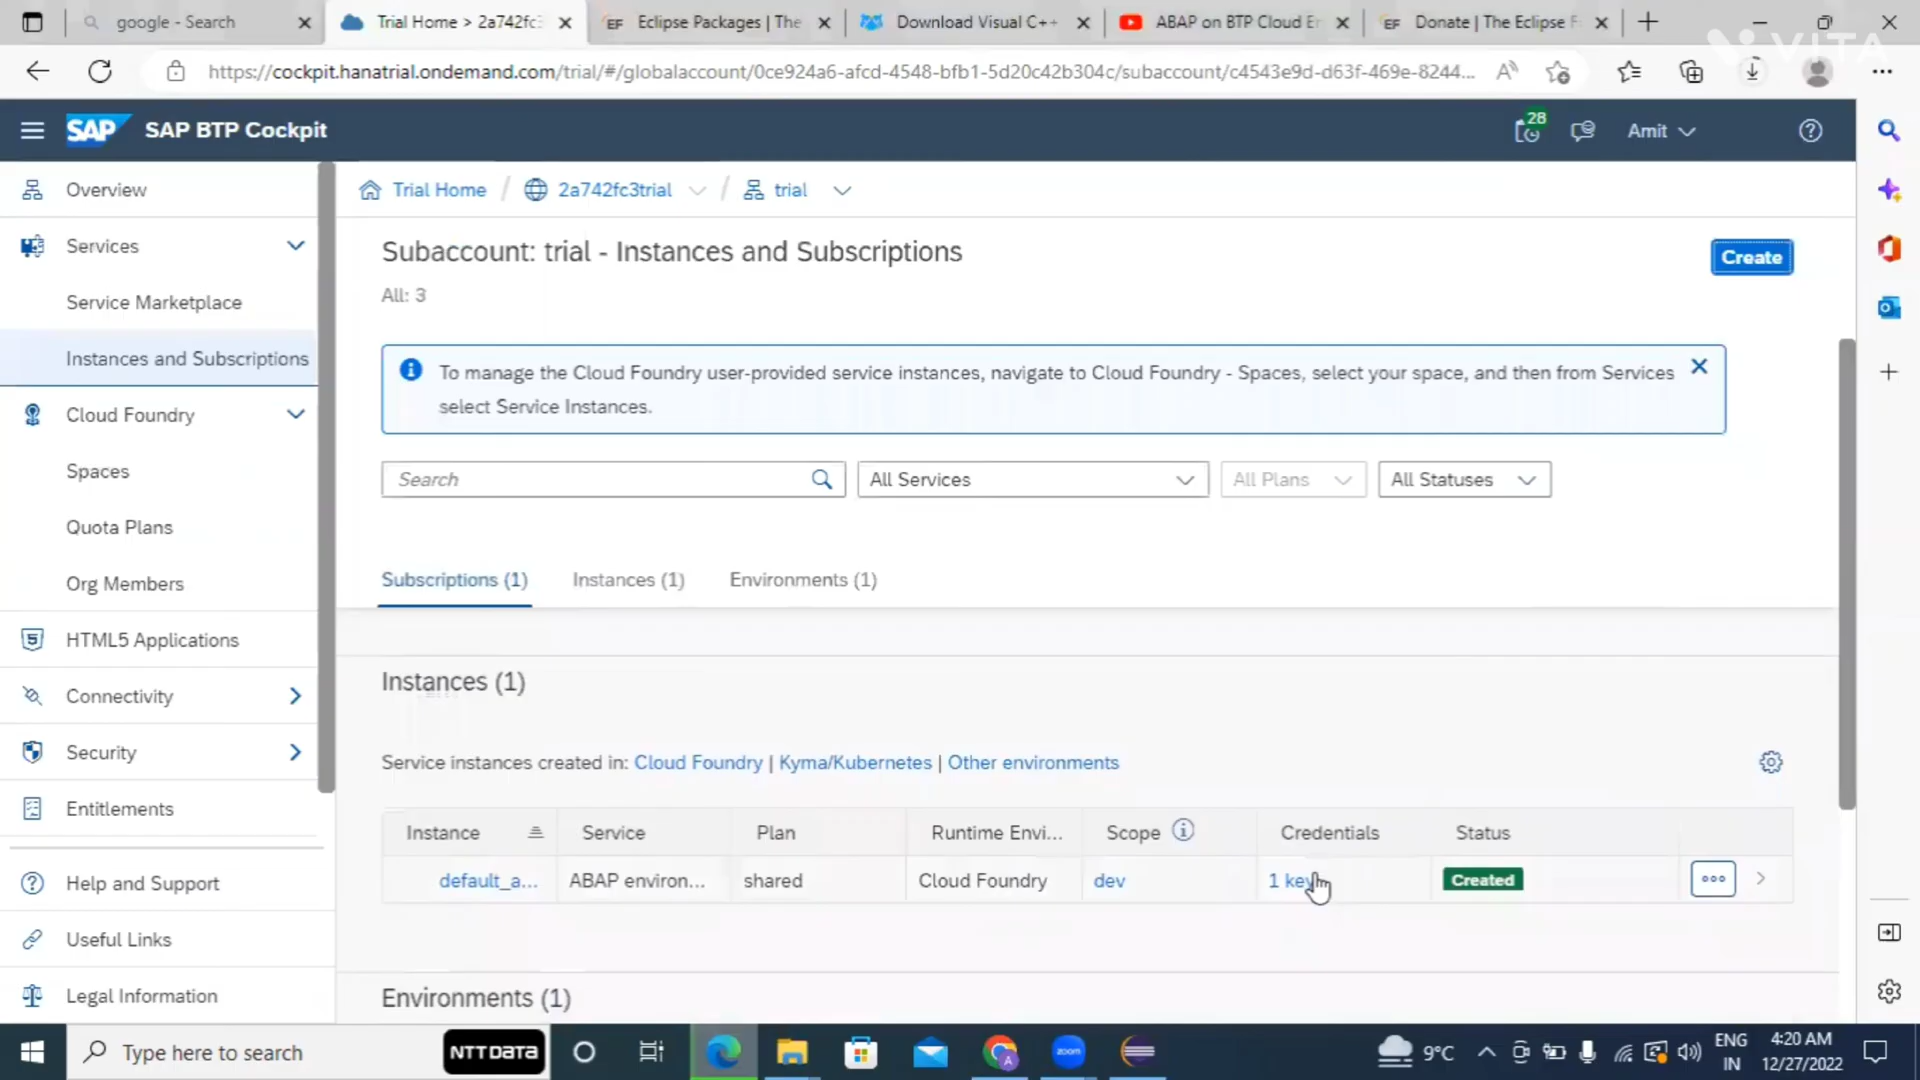 google - Search
Trial Home > 2a742fc3
Eclipse Packages | The
Download Visual C++
ABAP on BTP Cloud En
Donate | The Eclipse F
VITA
https://cockpit.hanatrial.ondemand.com/trial/#/globalaccount/0ce924a6-afcd-4548-bfb1-5d20c42b304c/subaccount/c4543e9d-d63f-469e-8244...
SAP SAP BTP Cockpit
28
Amit
Overview
Services
Service Marketplace
Instances and Subscriptions
Cloud Foundry
Spaces
Quota Plans
Org Members
HTML5 Applications
Connectivity
Security
Entitlements
Help and Support
Useful Links
Legal Information
Trial Home / 2a742fc3trial / trial
Subaccount: trial - Instances and Subscriptions
Create
All: 3
To manage the Cloud Foundry user-provided service instances, navigate to Cloud Foundry - Spaces, select your space, and then from Services
select Service Instances.
Search
All Services
All Plans
All Statuses
Subscriptions (1) Instances (1) Environments (1)
Instances (1)
Service instances created in: Cloud Foundry | Kyma/Kubernetes | Other environments
Instance Service Plan Runtime Envi... Scope Credentials Status
default_a... ABAP environ... shared Cloud Foundry dev 1 key Created
Environments (1)
Type here to search
NTT DATA
zoom
9°C
ENG
IN
4:20 AM
12/27/2022